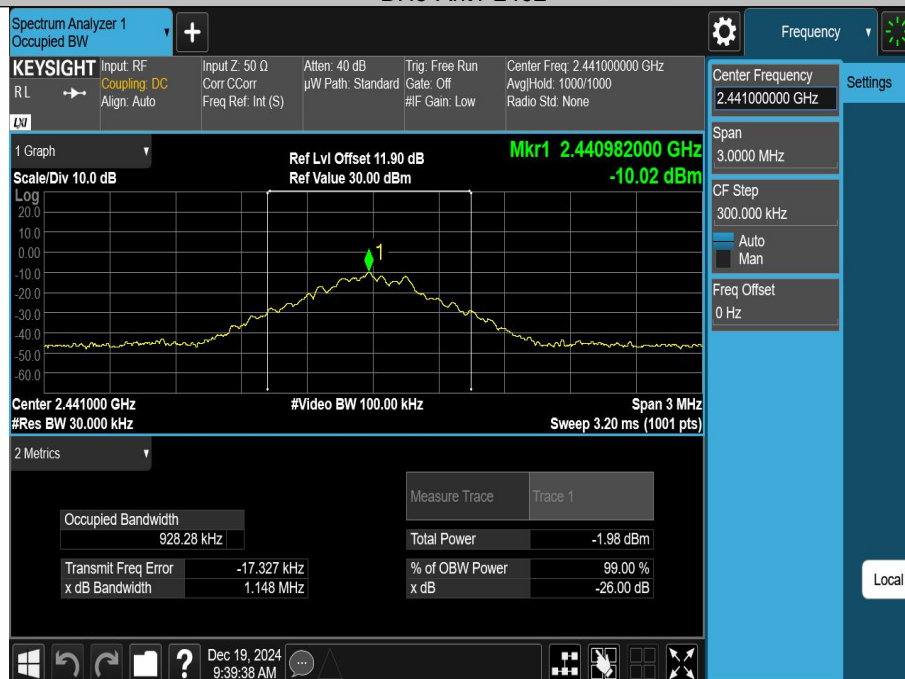 Spectrum Analyzer 1
Occupied BW
Frequency
KEYSIGHT
RL
LXI
Input: RF
Coupling: DC
Align: Auto
Input Z: 50 Ω
Corr CCorr
Freq Ref: Int (S)
Atten: 40 dB
µW Path: Standard
Trig: Free Run
Gate: Off
#IF Gain: Low
Center Freq: 2.441000000 GHz
Avg|Hold: 1000/1000
Radio Std: None
Center Frequency
2.441000000 GHz
Settings
Span
3.0000 MHz
CF Step
300.000 kHz
Auto
Man
Freq Offset
0 Hz
Local
1 Graph
Scale/Div 10.0 dB
Ref Lvl Offset 11.90 dB
Ref Value 30.00 dBm
Mkr1 2.440982000 GHz
-10.02 dBm
Log
20.0
10.0
0.00
-10.0
-20.0
-30.0
-40.0
-50.0
-60.0
1
Center 2.441000 GHz
#Video BW 100.00 kHz
Span 3 MHz
#Res BW 30.000 kHz
Sweep 3.20 ms (1001 pts)
2 Metrics
Measure Trace
Trace 1
Occupied Bandwidth
928.28 kHz
Total Power
-1.98 dBm
Transmit Freq Error
-17.327 kHz
% of OBW Power
99.00 %
x dB Bandwidth
1.148 MHz
x dB
-26.00 dB
?
Dec 19, 2024
9:39:38 AM